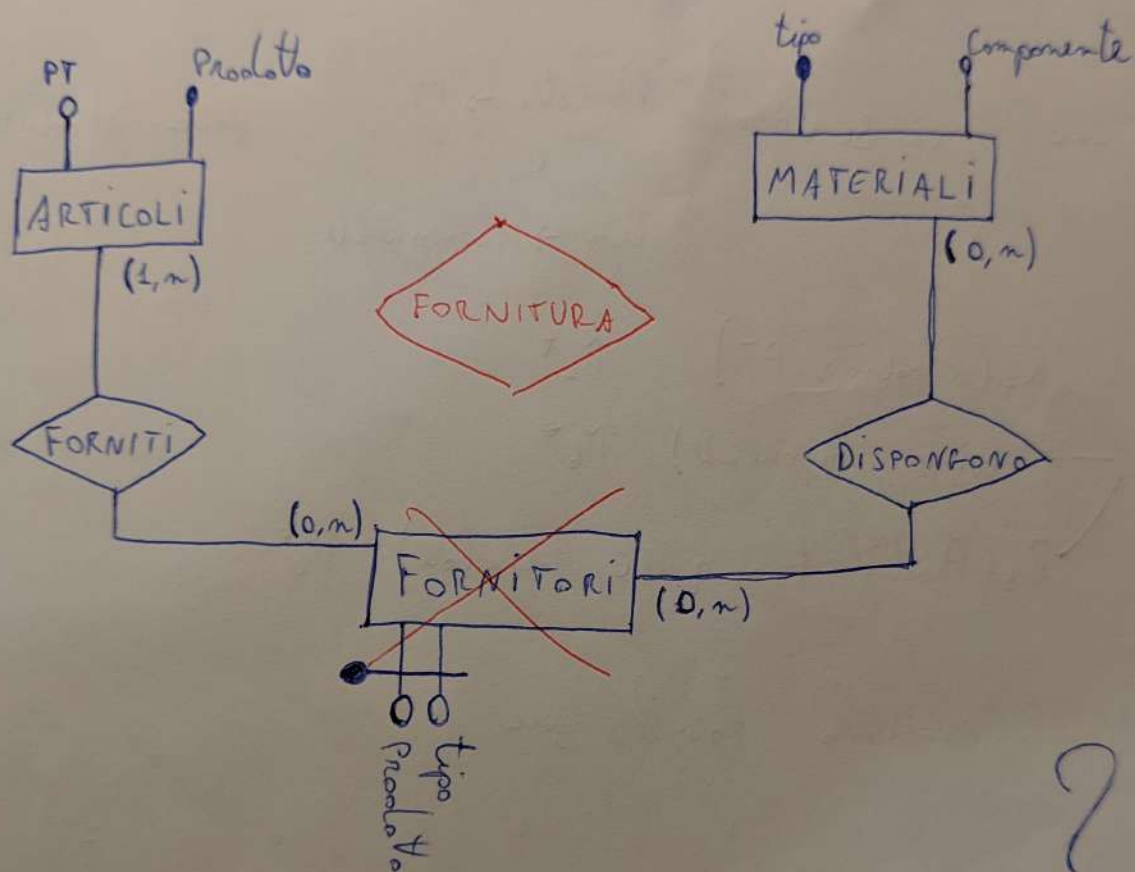 PT
Prodotto
tipo
componente
ARTICOLI
MATERIALI
(1,n)
(0,n)
FORNITURA
FORNITI
DISPONGONO
(0,n)
FORNITORI
(0,n)
Prodotto
tipo
?